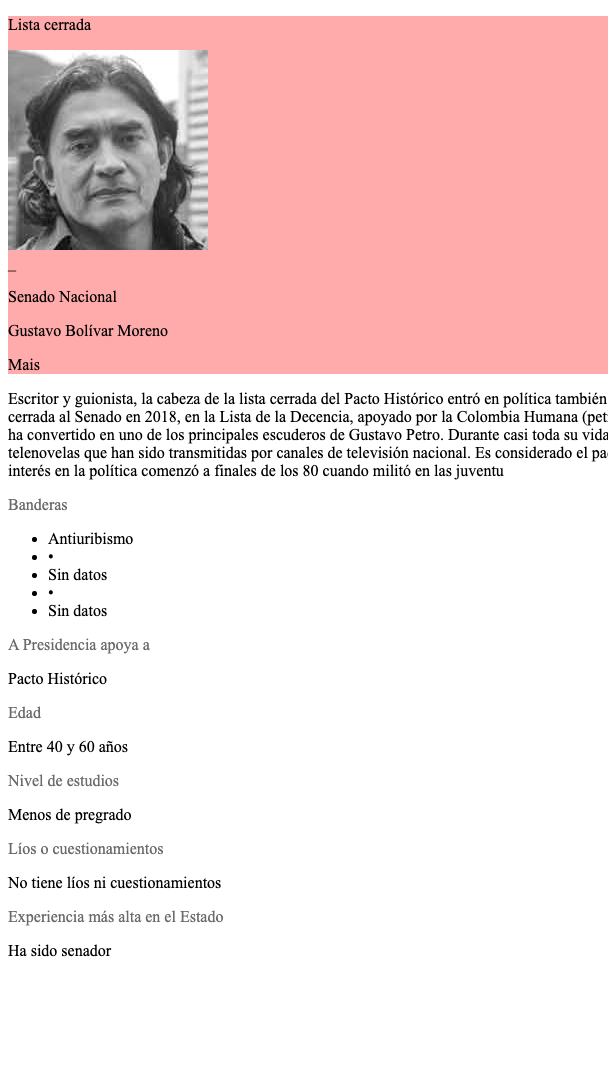 Lista cerrada
_
Senado Nacional
Gustavo Bolívar Moreno
Mais
Escritor y guionista, la cabeza de la lista cerrada del Pacto Histórico entró en política también
cerrada al Senado en 2018, en la Lista de la Decencia, apoyado por la Colombia Humana
ha convertido en uno de los principales escuderos de Gustavo Petro. Durante casi toda su vida
telenovelas que han sido transmitidas por canales de televisión nacional. Es considerado el
interés en la política comenzó a finales de los 80 cuando militó en las juventu
Banderas
• Antiuribismo
• •
• Sin datos
• •
• Sin datos
A Presidencia apoya a
Pacto Histórico
Edad
Entre 40 y 60 años
Nivel de estudios
Menos de pregrado
Líos o cuestionamientos
No tiene líos ni cuestionamientos
Experiencia más alta en el Estado
Ha sido senador